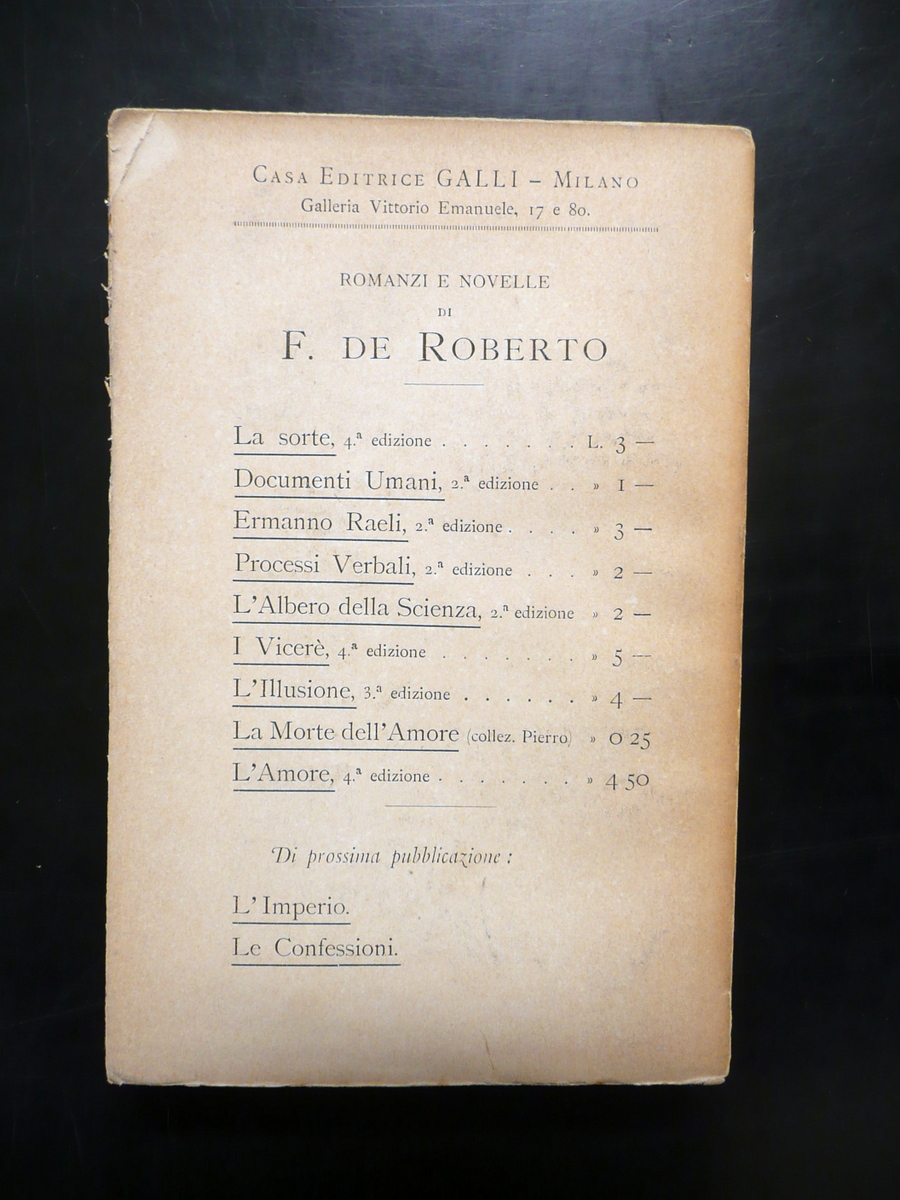 Casa Editrice GALLI – Milano
Galleria Vittorio Emanuele, 17 e 80.
ROMANZI E NOVELLE
DI
F. DE ROBERTO
La sorte, 4.ª edizione . . . . . . . L. 3 —
Documenti Umani, 2.ª edizione . . » 1 —
Ermanno Raeli, 2.ª edizione . . . . » 3 —
Processi Verbali, 2.ª edizione . . . » 2 —
L'Albero della Scienza, 2.ª edizione » 2 —
I Vicerè, 4.ª edizione . . . . . . . » 5 —
L'Illusione, 3.ª edizione . . . . . . » 4 —
La Morte dell'Amore (collez. Pierro) » 0 25
L'Amore, 4.ª edizione . . . . . . . » 4 50
Di prossima pubblicazione :
L'Imperio.
Le Confessioni.